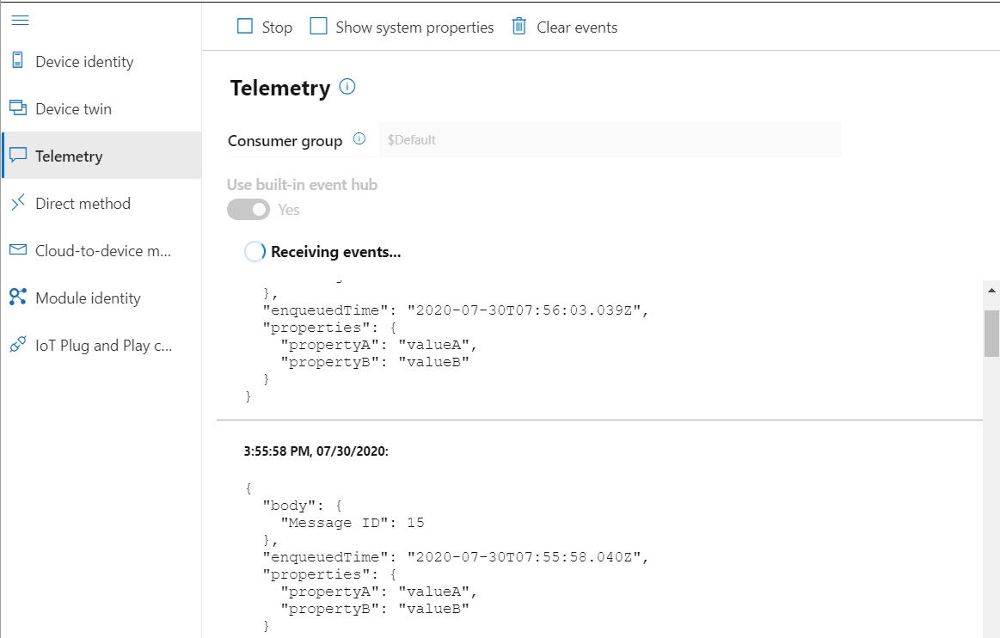 Device identity
Device twin
Telemetry
Direct method
Cloud-to-device m...
Module identity
IoT Plug and Play c...
Stop
Show system properties
Clear events
Telemetry
Consumer group
$Default
Use built-in event hub
Yes
Receiving events...
},
"enqueuedTime": "2020-07-30T07:56:03.039Z",
"properties": {
"propertyA": "valueA",
"propertyB": "valueB"
}
}
3:55:58 PM, 07/30/2020:
{
"body": {
"Message ID": 15
},
"enqueuedTime": "2020-07-30T07:55:58.040Z",
"properties": {
"propertyA": "valueA",
"propertyB": "valueB"
}